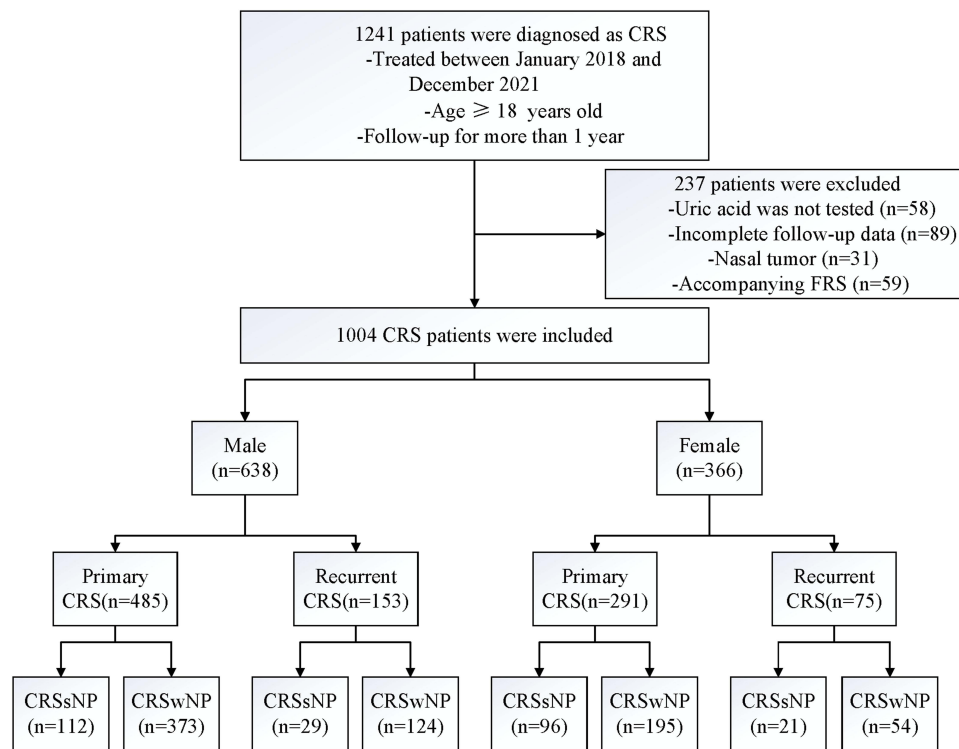 1241 patients were diagnosed as CRS
-Treated between January 2018 and
December 2021
-Age ⩾ 18 years old
-Follow-up for more than 1 year
237 patients were excluded
-Uric acid was not tested (n=58)
-Incomplete follow-up data (n=89)
-Nasal tumor (n=31)
-Accompanying FRS (n=59)
1004 CRS patients were included
Male
(n=638)
Female
(n=366)
Primary
CRS(n=485)
Recurrent
CRS(n=153)
Primary
CRS(n=291)
Recurrent
CRS(n=75)
CRSsNP
(n=112)
CRSwNP
(n=373)
CRSsNP
(n=29)
CRSwNP
(n=124)
CRSsNP
(n=96)
CRSwNP
(n=195)
CRSsNP
(n=21)
CRSwNP
(n=54)